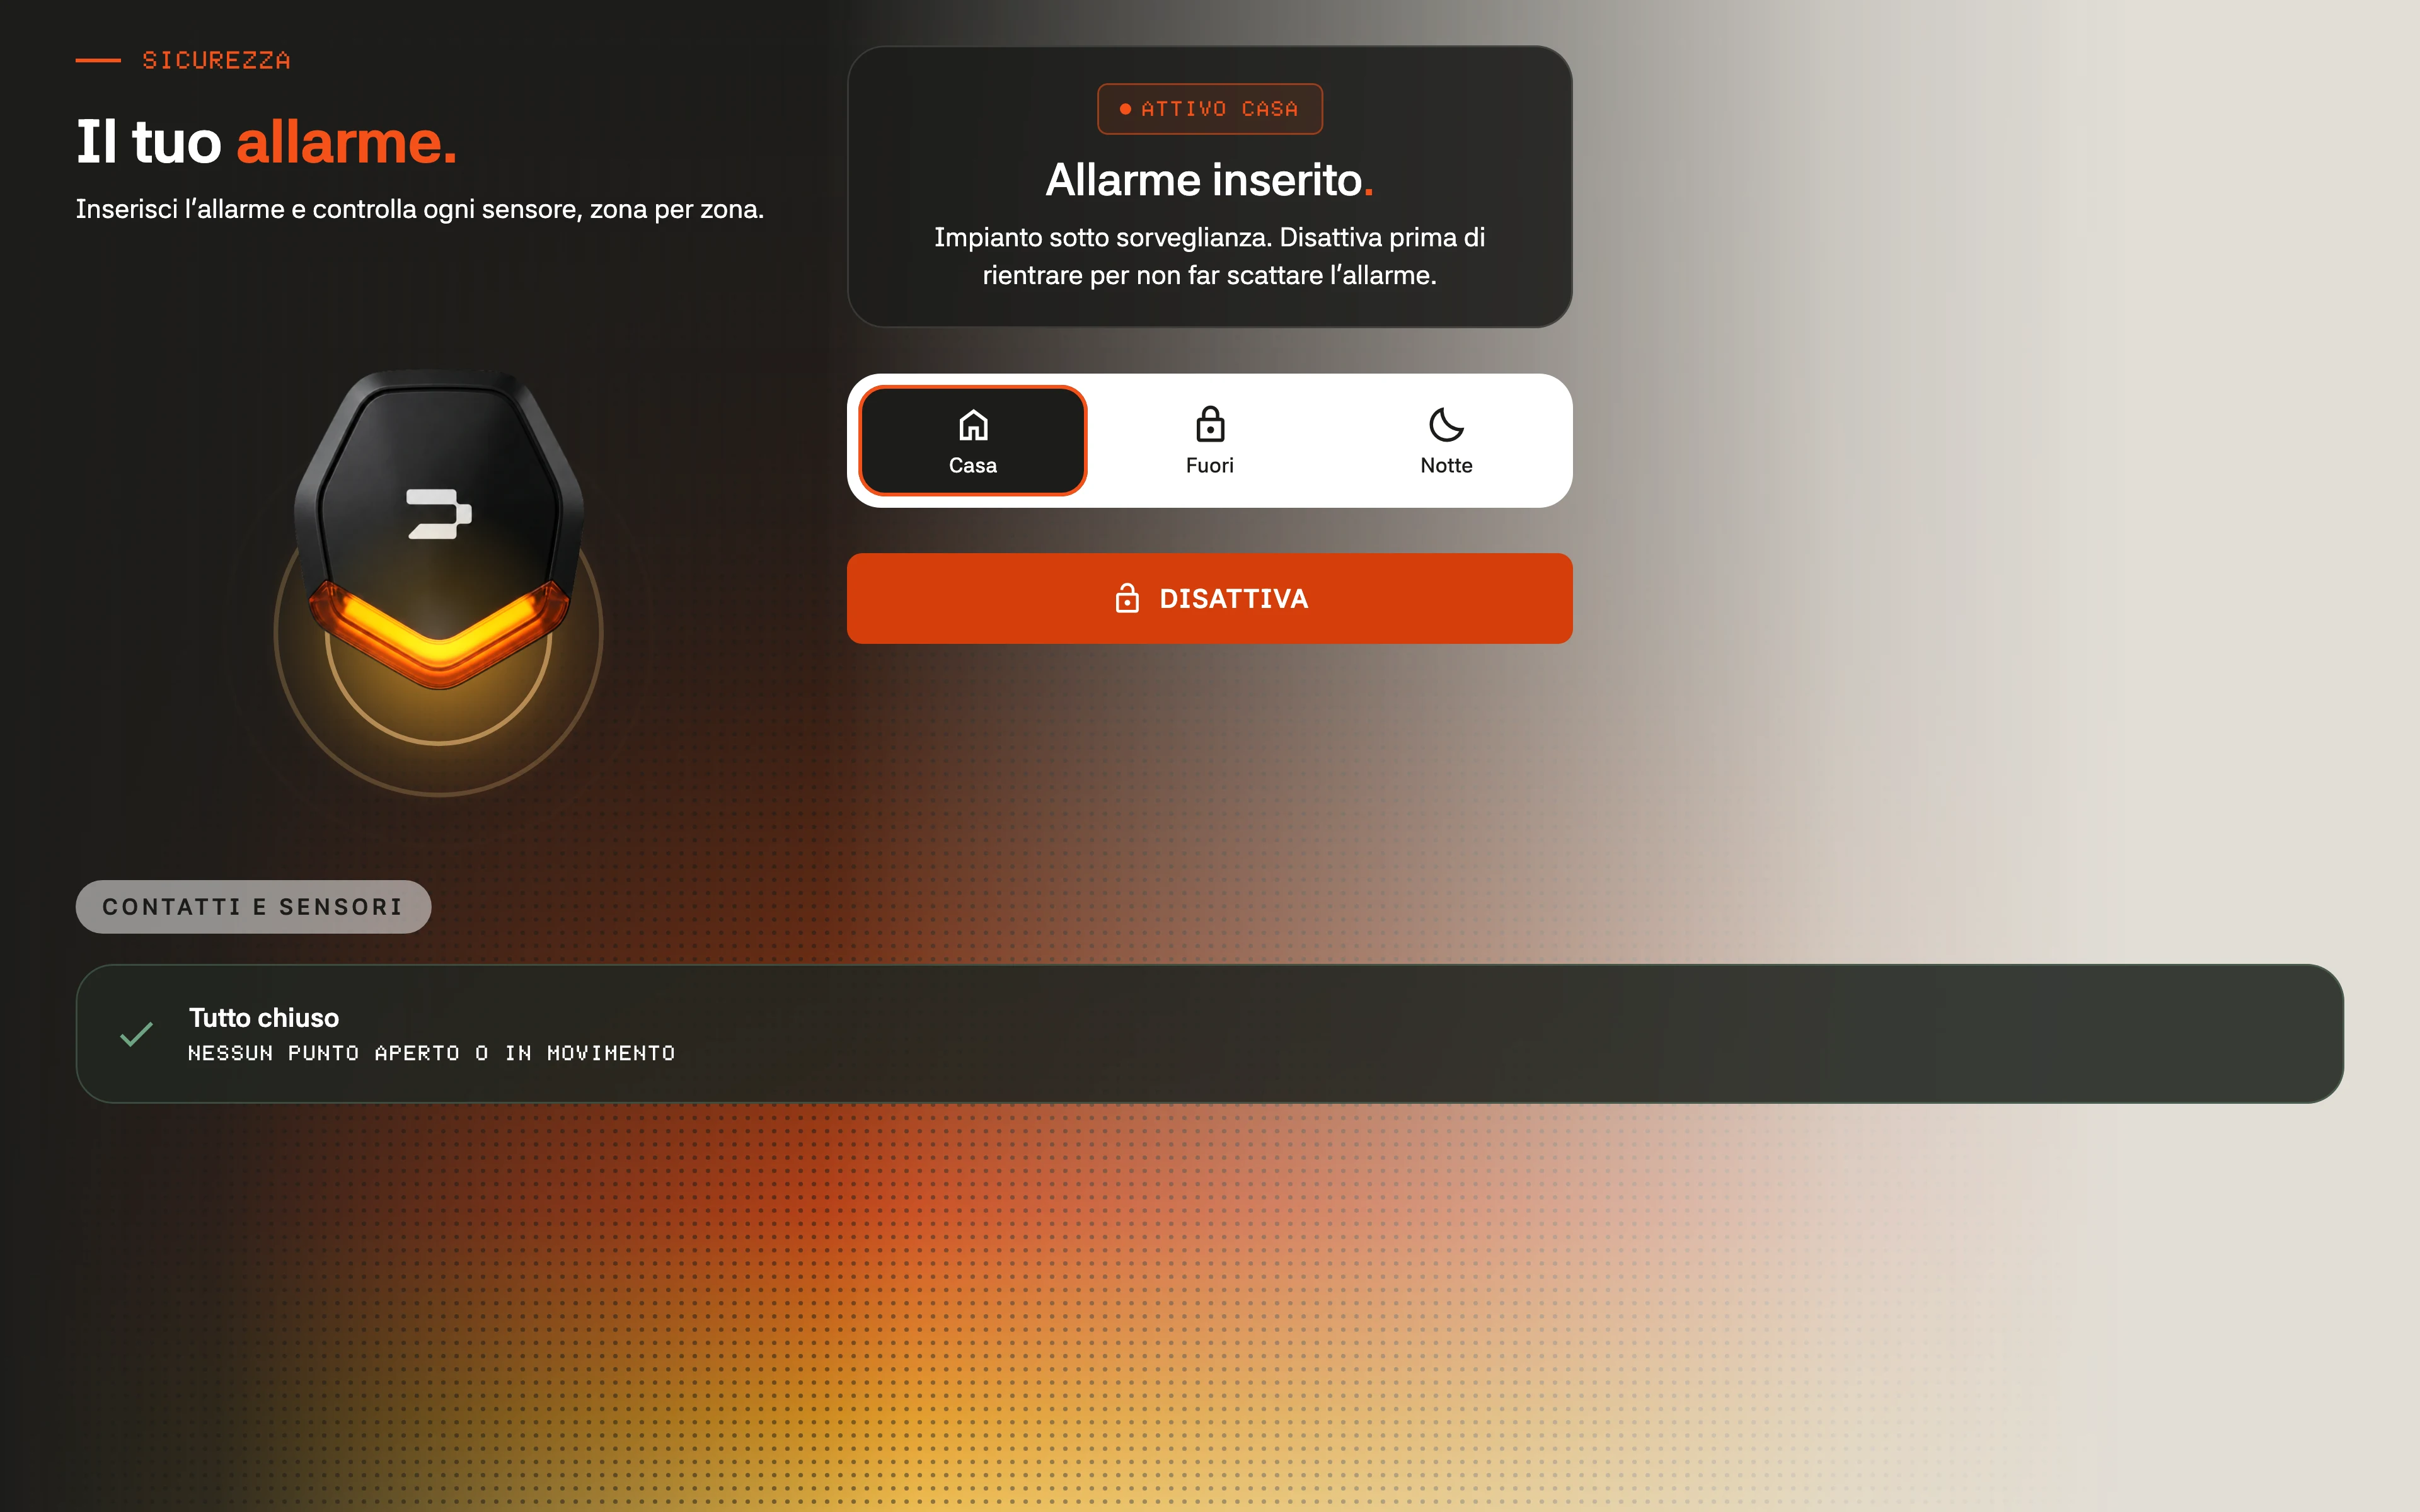 SICUREZZA
Il tuo allarme.
Inserisci l’allarme e controlla ogni sensore, zona per zona.
ATTIVO CASA
Allarme inserito.
Impianto sotto sorveglianza. Disattiva prima di
rientrare per non far scattare l’allarme.
Casa
Fuori
Notte
DISATTIVA
CONTATTI E SENSORI
Tutto chiuso
NESSUN PUNTO APERTO O IN MOVIMENTO